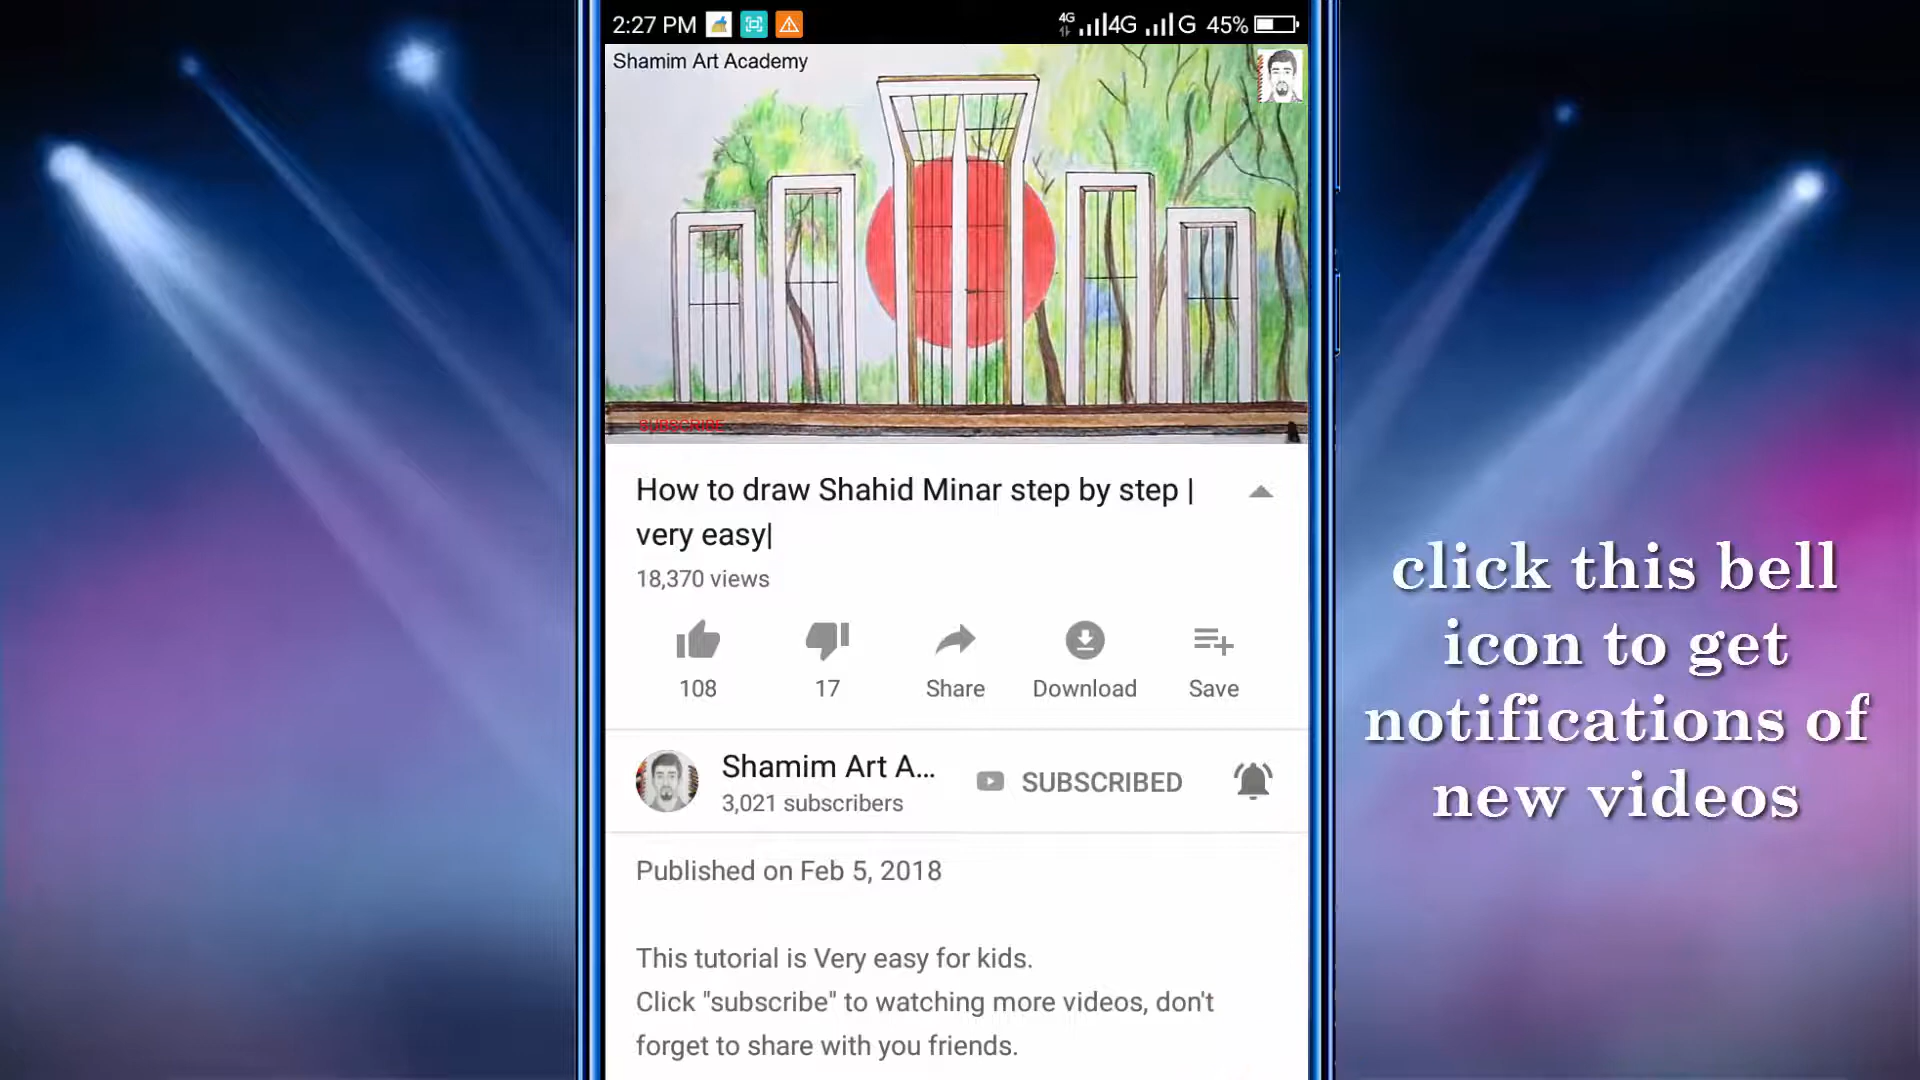 2:27 PM 4G 4G G 45%
Shamim Art Academy
SUBSCRIBE
How to draw Shahid Minar step by step |
very easy|
18,370 views
108 17 Share Download Save
Shamim Art A... SUBSCRIBED
3,021 subscribers
Published on Feb 5, 2018
This tutorial is Very easy for kids.
Click "subscribe" to watching more videos, don't
forget to share with you friends.
click this bell
icon to get
notifications of
new videos